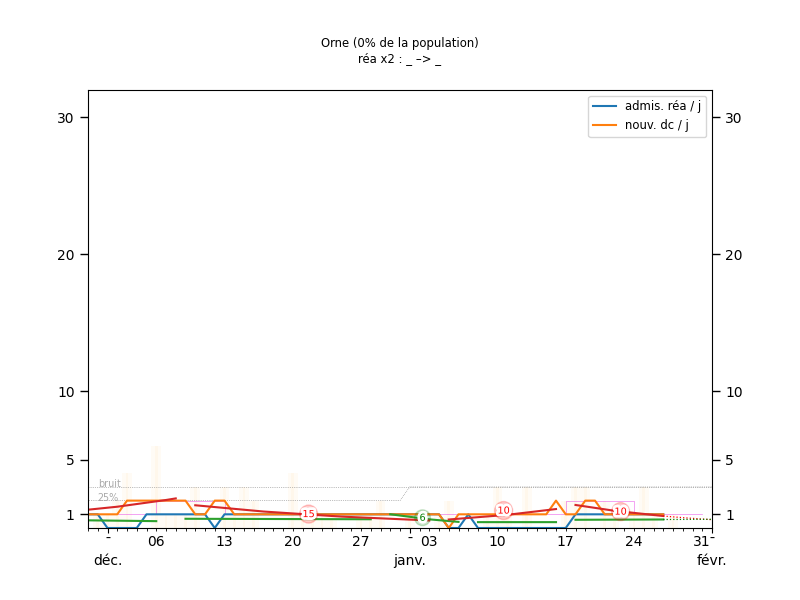 Orne (0% de la population)
réa x2 : _ –> _
admis. réa / j
nouv. dc / j
30 30
20 20
10 10
5 5
1 1
bruit
25%
15 6 10 10
- 06 13 20 27 - 03 10 17 24 31 -
déc. janv. févr.